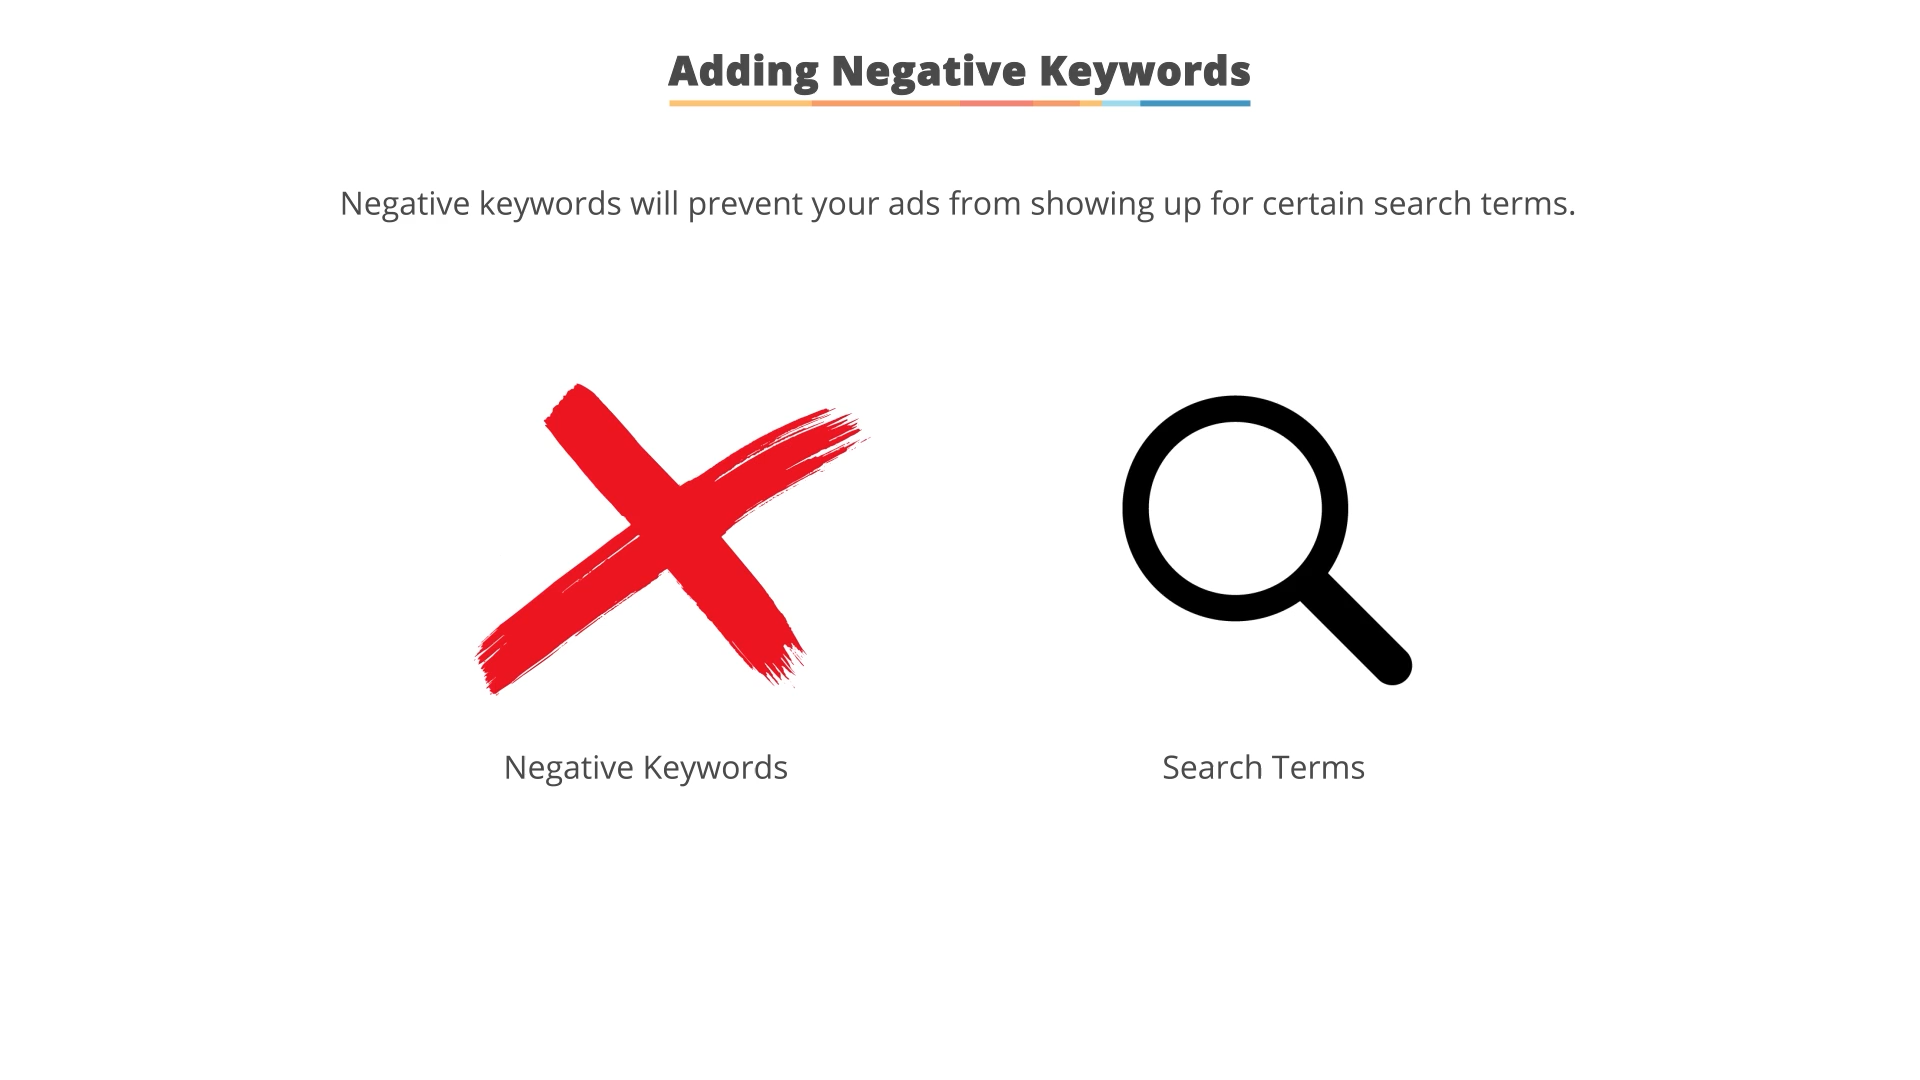 Adding Negative Keywords
Negative keywords will prevent your ads from showing up for certain search terms.
Negative Keywords
Search Terms